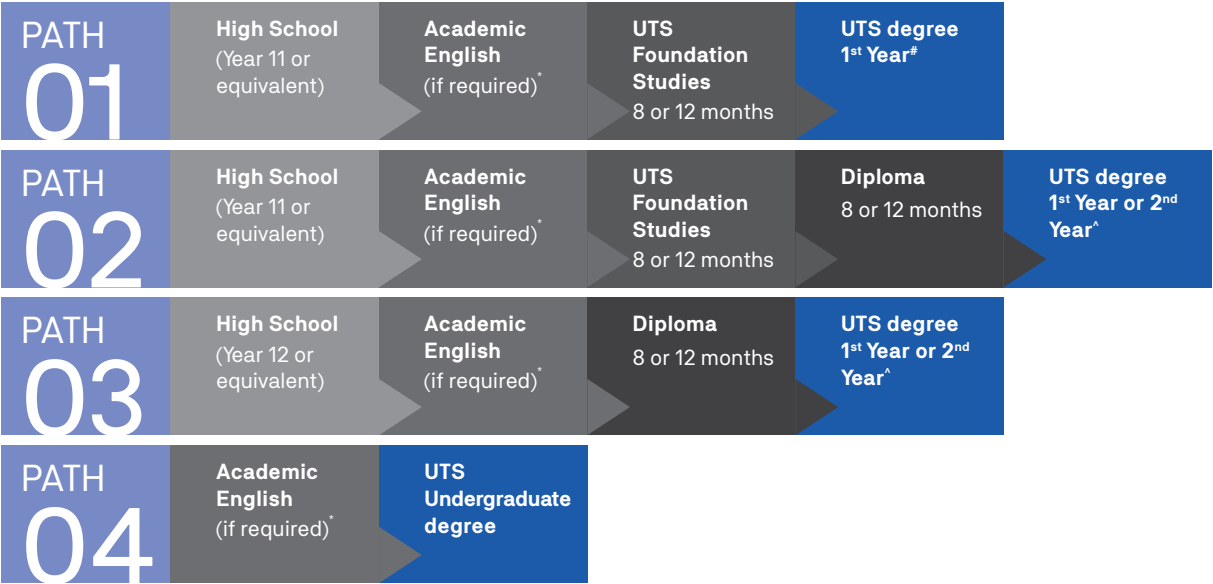 PATH
01
High School
(Year 11 or
equivalent)
Academic
English
(if required)*
UTS
Foundation
Studies
8 or 12 months
UTS degree
1st Year#
PATH
02
High School
(Year 11 or
equivalent)
Academic
English
(if required)*
UTS
Foundation
Studies
8 or 12 months
Diploma
8 or 12 months
UTS degree
1st Year or 2nd
Year^
PATH
03
High School
(Year 12 or
equivalent)
Academic
English
(if required)*
Diploma
8 or 12 months
UTS degree
1st Year or 2nd
Year^
PATH
04
Academic
English
(if required)*
UTS
Undergraduate
degree